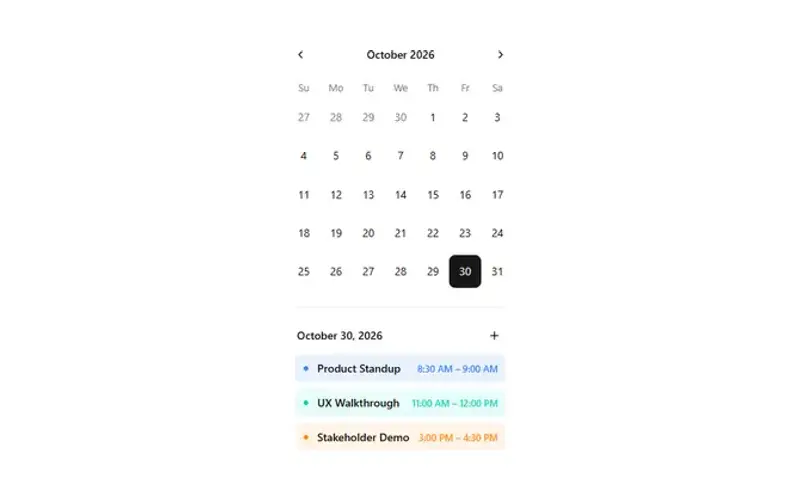 October 2026
Su Mo Tu We Th Fr Sa
27 28 29 30 1 2 3
4 5 6 7 8 9 10
11 12 13 14 15 16 17
18 19 20 21 22 23 24
25 26 27 28 29 30 31
October 30, 2026
Product Standup 8:30 AM – 9:00 AM
UX Walkthrough 11:00 AM – 12:00 PM
Stakeholder Demo 3:00 PM – 4:30 PM